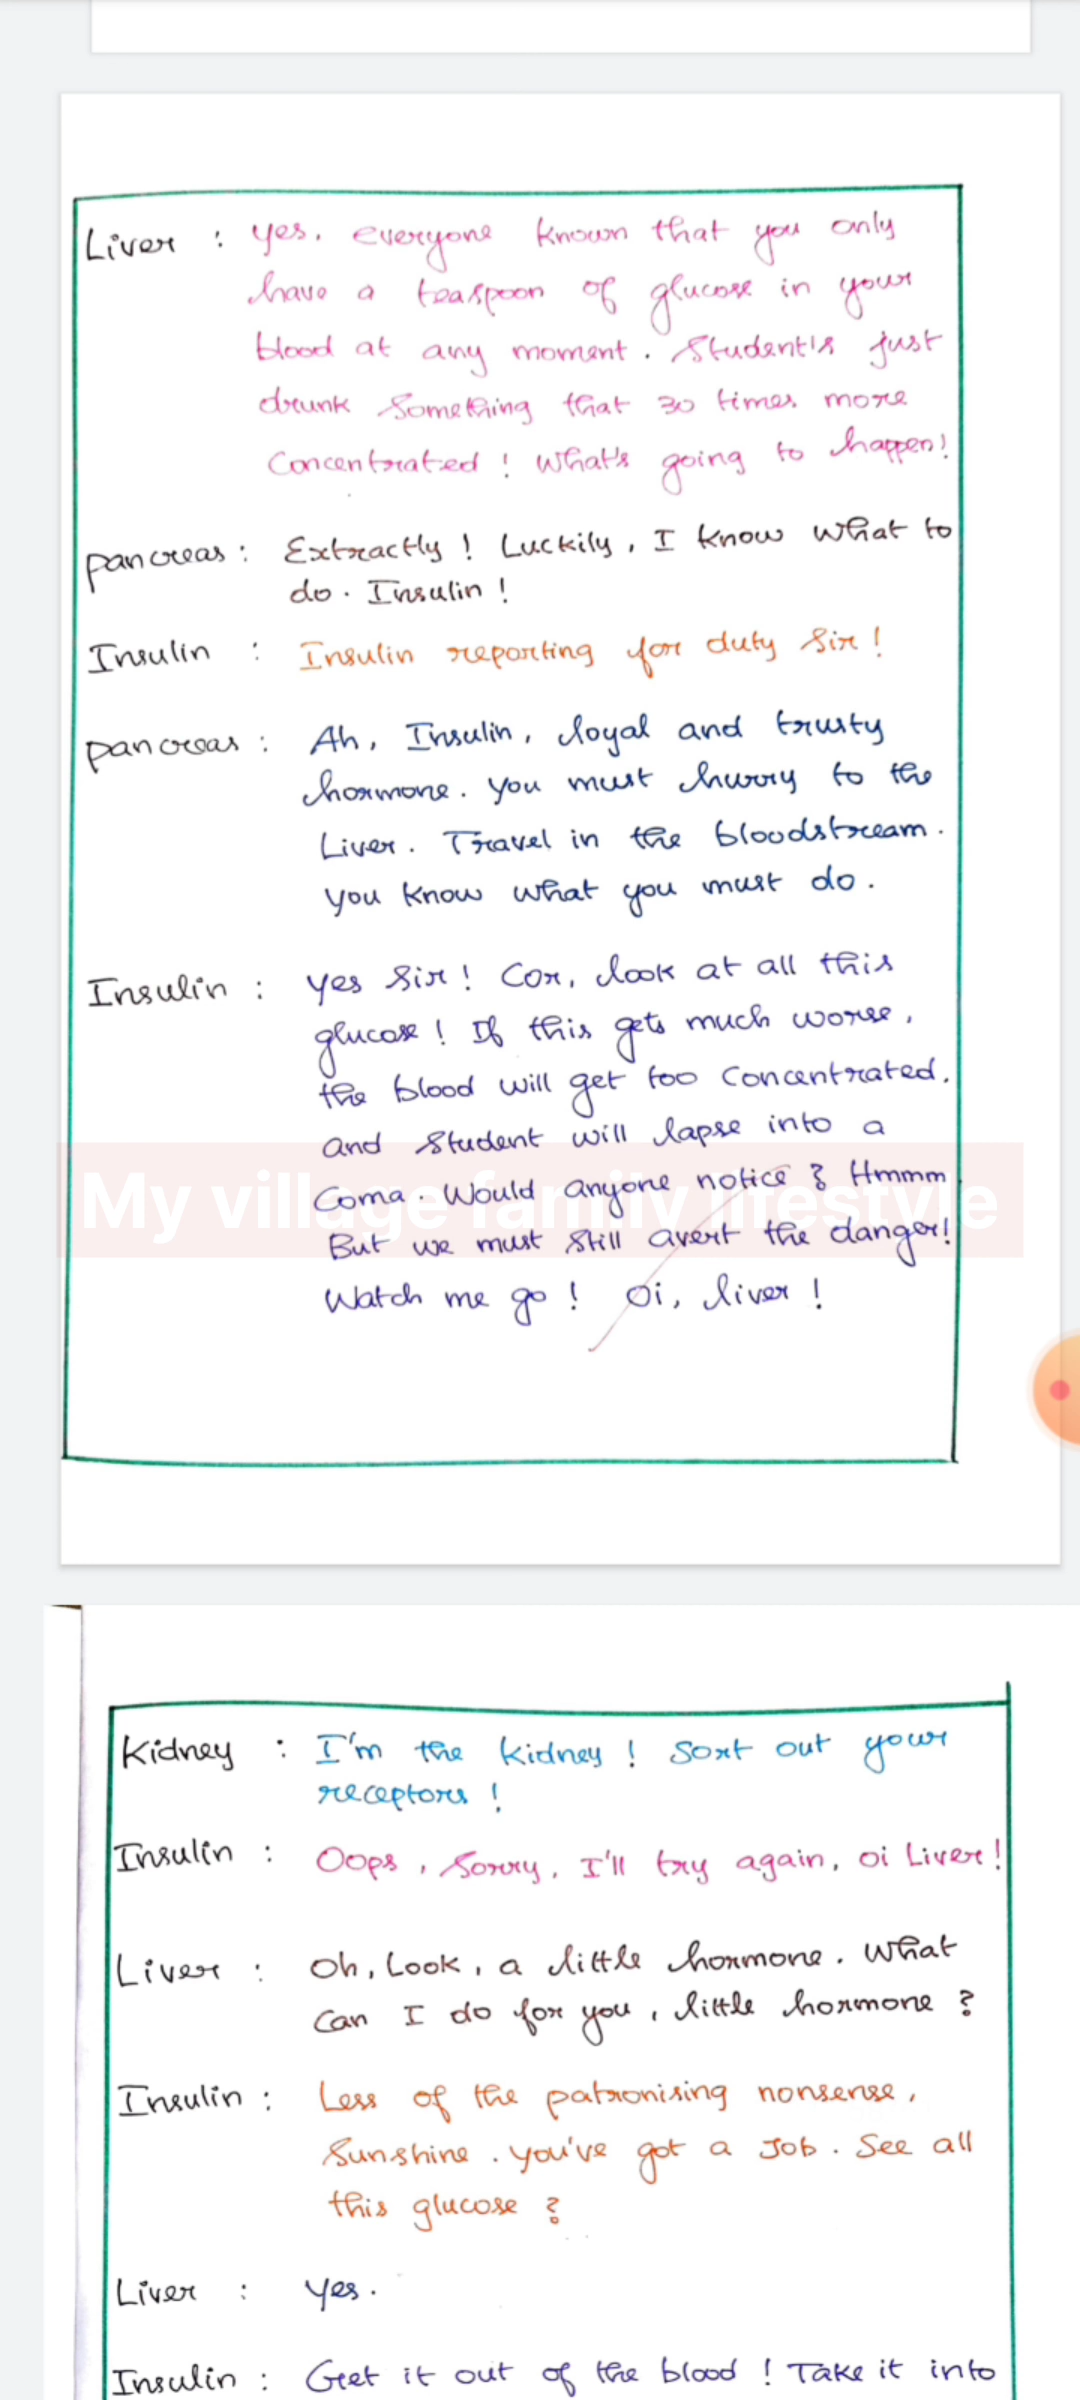 Liver : yes. everyone known that you only
have a teaspoon of glucose in your
blood at any moment. Student's just
drunk something that 30 times more
concentrated ! What's going to happen!
pancreas : Extractly ! Luckily, I know what to
do. Insulin !
Insulin : Insulin reporting for duty sir !
pancreas : Ah, Insulin, loyal and trusty
hormone. you must hurry to the
Liver. Travel in the bloodstream.
you know what you must do.
Insulin : yes sir ! Cor, look at all this
glucose ! If this gets much worse,
the blood will get too concentrated.
and student will lapse into a
coma. Would anyone notice ? Hmmm
My village family lifestyle
But we must still avert the danger!
Watch me go ! Oi, liver !
Kidney : I'm the kidney ! Sort out your
receptors !
Insulin : Oops, sorry, I'll try again, oi Liver!
Liver : Oh, Look, a little hormone. What
can I do for you, little hormone ?
Insulin : Less of the patronising nonsense,
sunshine. you've got a Job. See all
this glucose ?
Liver : yes.
Insulin : Get it out of the blood ! Take it into